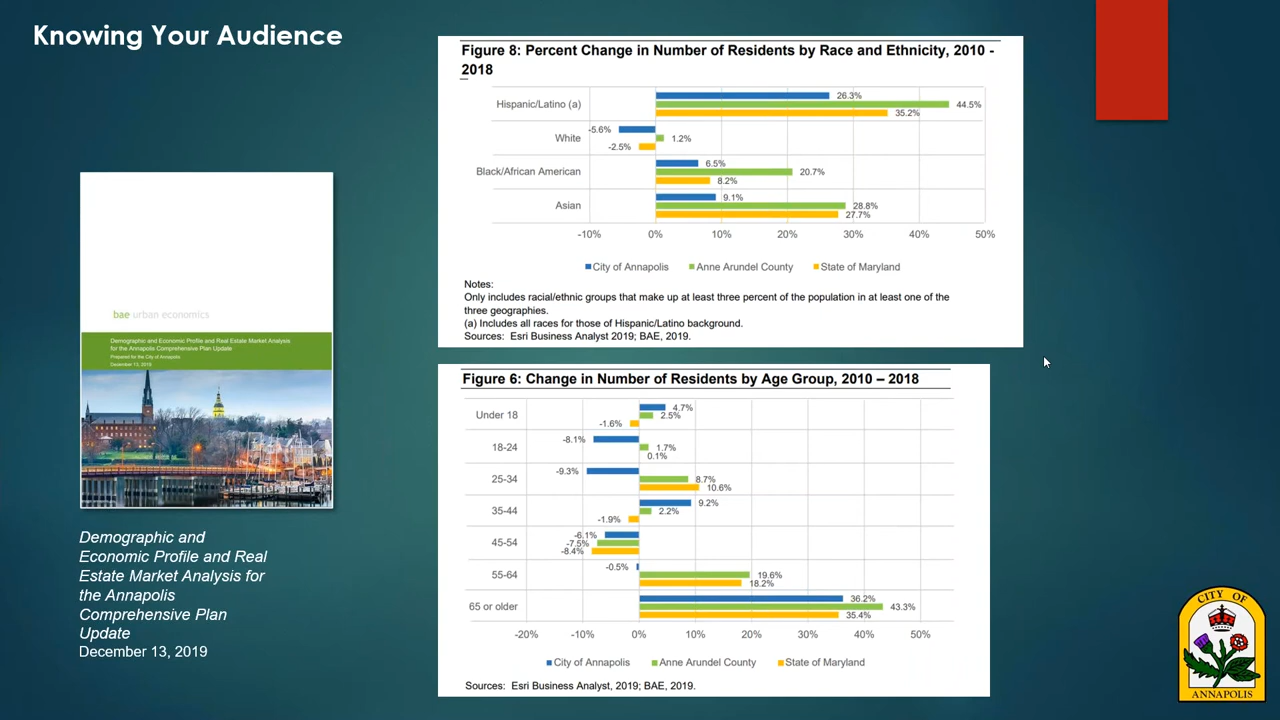 Knowing Your Audience
Figure 8: Percent Change in Number of Residents by Race and Ethnicity, 2010 -
2018
Hispanic/Latino (a)
26.3%
44.5%
35.2%
White
-5.6%
1.2%
-2.5%
Black/African American
6.5%
20.7%
8.2%
Asian
9.1%
28.8%
27.7%
-10% 0% 10% 20% 30% 40% 50%
City of Annapolis Anne Arundel County State of Maryland
Notes:
Only includes racial/ethnic groups that make up at least three percent of the population in at least one of the
three geographies.
(a) Includes all races for those of Hispanic/Latino background.
Sources: Esri Business Analyst 2019; BAE, 2019.
bae urban economics
Demographic and Economic Profile and Real Estate Market Analysis
for the Annapolis Comprehensive Plan Update
Prepared for the City of Annapolis
December 13, 2019
Demographic and
Economic Profile and Real
Estate Market Analysis for
the Annapolis
Comprehensive Plan
Update
December 13, 2019
Figure 6: Change in Number of Residents by Age Group, 2010 – 2018
Under 18
4.7%
2.5%
-1.6%
18-24
-8.1%
1.7%
0.1%
25-34
-9.3%
8.7%
10.6%
35-44
9.2%
2.2%
-1.9%
45-54
-6.1%
-7.5%
-8.4%
55-64
-0.5%
19.6%
18.2%
65 or older
36.2%
43.3%
35.4%
-20% -10% 0% 10% 20% 30% 40% 50%
City of Annapolis Anne Arundel County State of Maryland
Sources: Esri Business Analyst, 2019; BAE, 2019.
CITY OF
ANNAPOLIS